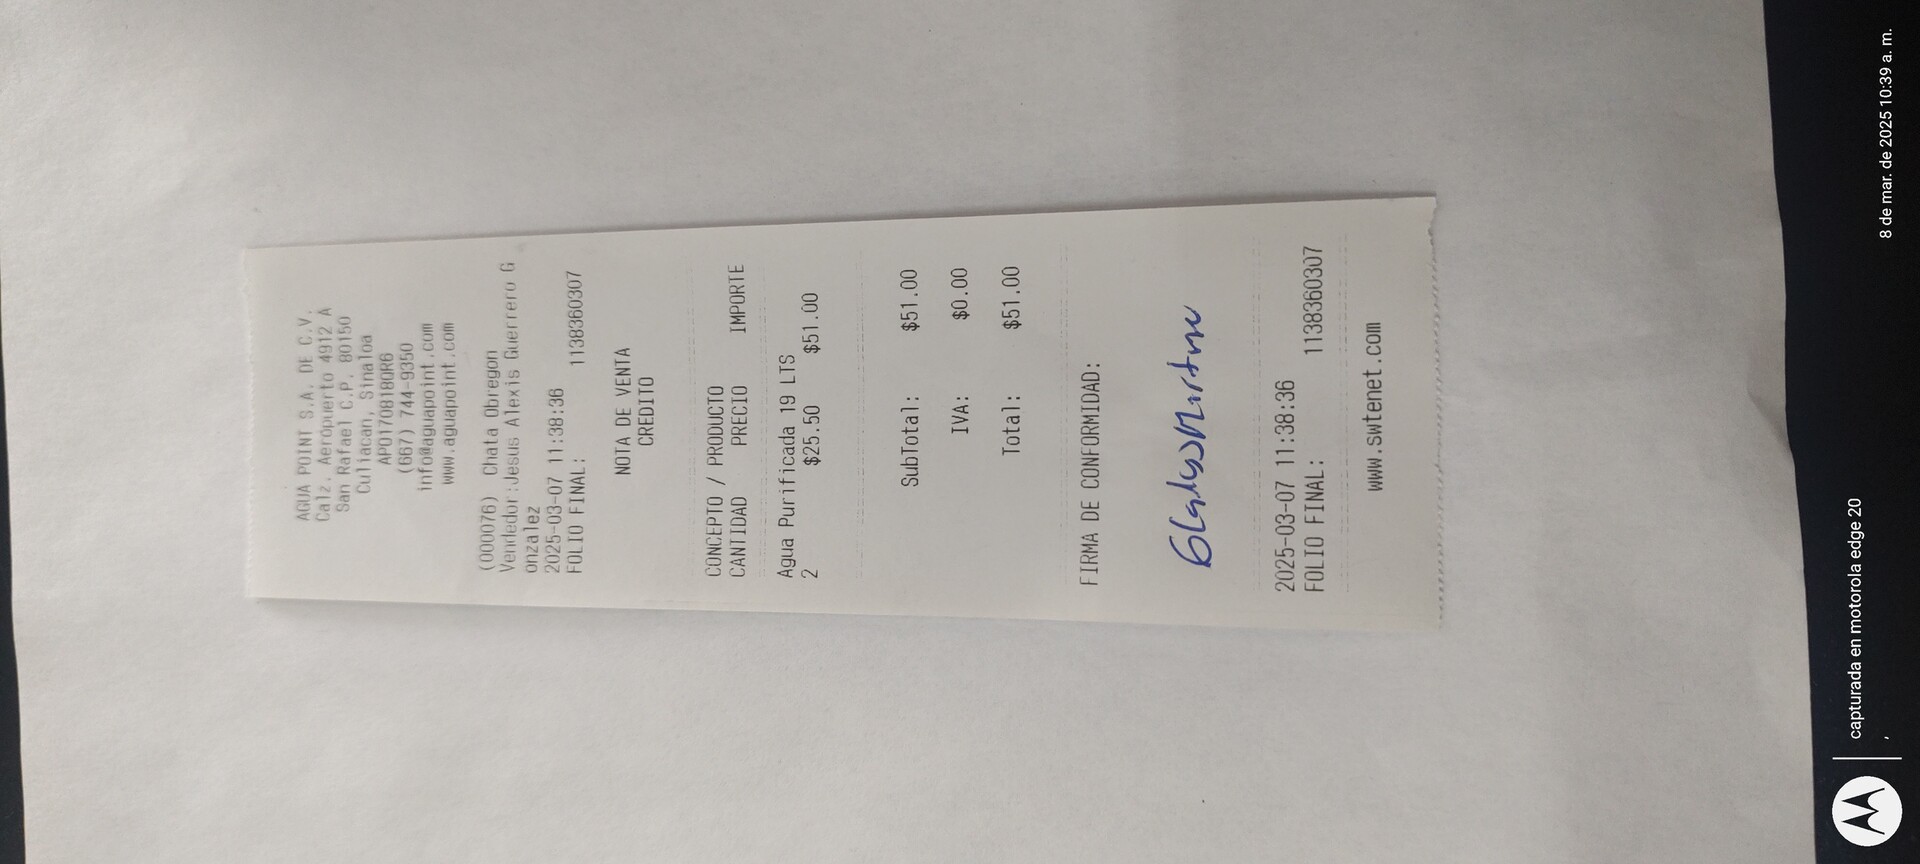 AGUA POINT S.A. DE C.V.
Calz. Aeropuerto 4912 A
San Rafael C.P. 80150
Culiacan, Sinaloa
APO170818QR6
(667) 744-9350
info@aguapoint.com
www.aguapoint.com
(000076) Chata Obregon
Vendedor:Jesus Alexis Guerrero G
onzalez
2025-03-07 11:38:36
FOLIO FINAL: 1138360307
NOTA DE VENTA
CREDITO
CONCEPTO / PRODUCTO
CANTIDAD PRECIO IMPORTE
Agua Purificada 19 LTS
2 $25.50 $51.00
SubTotal: $51.00
IVA: $0.00
Total: $51.00
FIRMA DE CONFORMIDAD:
2025-03-07 11:38:36
FOLIO FINAL: 1138360307
www.swtenet.com
capturada en motorola edge 20
,
8 de mar. de 2025 10:39 a. m.